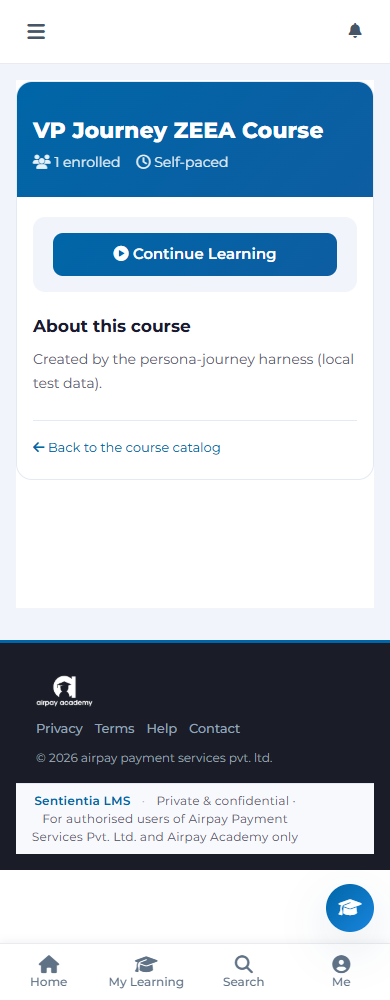 VP Journey ZEEA Course
1 enrolled Self-paced
Continue Learning
About this course
Created by the persona-journey harness (local
test data).
Back to the course catalog
airpay academy
Privacy Terms Help Contact
© 2026 airpay payment services pvt. ltd.
Sentientia LMS · Private & confidential ·
For authorised users of Airpay Payment
Services Pvt. Ltd. and Airpay Academy only
Home My Learning Search Me